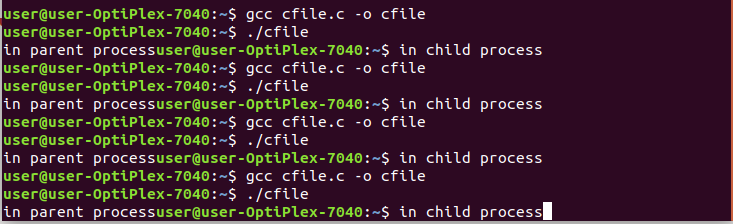 user@user-OptiPlex-7040:~$ gcc cfile.c -o cfile
user@user-OptiPlex-7040:~$ ./cfile
in parent processuser@user-OptiPlex-7040:~$ in child process
user@user-OptiPlex-7040:~$ gcc cfile.c -o cfile
user@user-OptiPlex-7040:~$ ./cfile
in parent processuser@user-OptiPlex-7040:~$ in child process
user@user-OptiPlex-7040:~$ gcc cfile.c -o cfile
user@user-OptiPlex-7040:~$ ./cfile
in parent processuser@user-OptiPlex-7040:~$ in child process
user@user-OptiPlex-7040:~$ gcc cfile.c -o cfile
user@user-OptiPlex-7040:~$ ./cfile
in parent processuser@user-OptiPlex-7040:~$ in child process